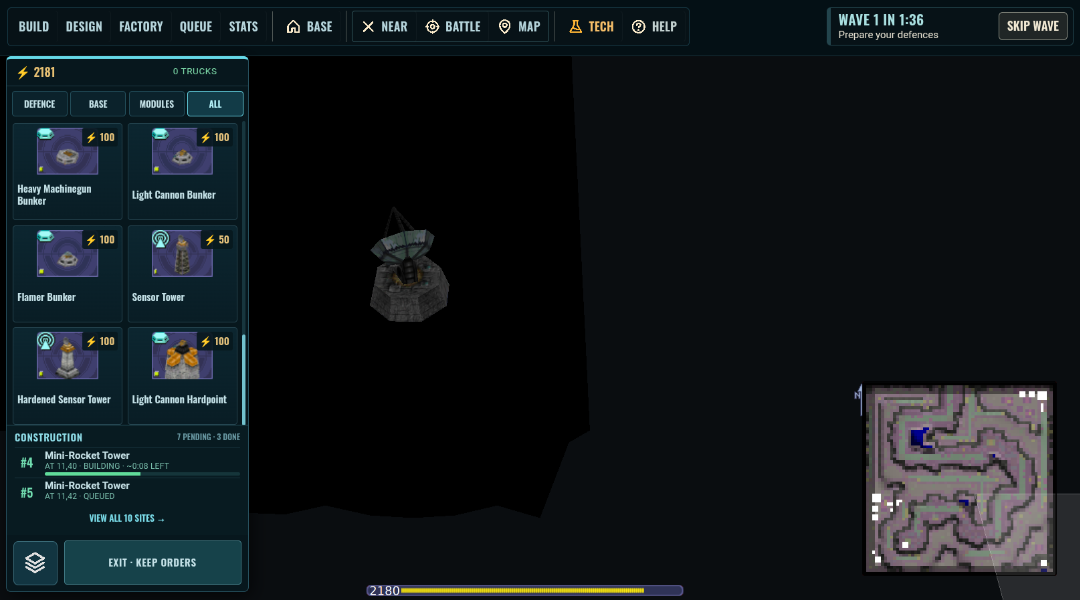 BUILD DESIGN FACTORY QUEUE STATS BASE NEAR BATTLE MAP TECH HELP
WAVE 1 IN 1:36
Prepare your defences
SKIP WAVE
2181
0 TRUCKS
DEFENCE BASE MODULES ALL
100
Heavy Machinegun
Bunker
100
Light Cannon Bunker
100
Flamer Bunker
50
Sensor Tower
100
Hardened Sensor Tower
100
Light Cannon Hardpoint
CONSTRUCTION
7 PENDING · 3 DONE
#4
Mini-Rocket Tower
AT 11,40 · BUILDING · ~0:08 LEFT
#5
Mini-Rocket Tower
AT 11,42 · QUEUED
VIEW ALL 10 SITES →
EXIT · KEEP ORDERS
2180
N